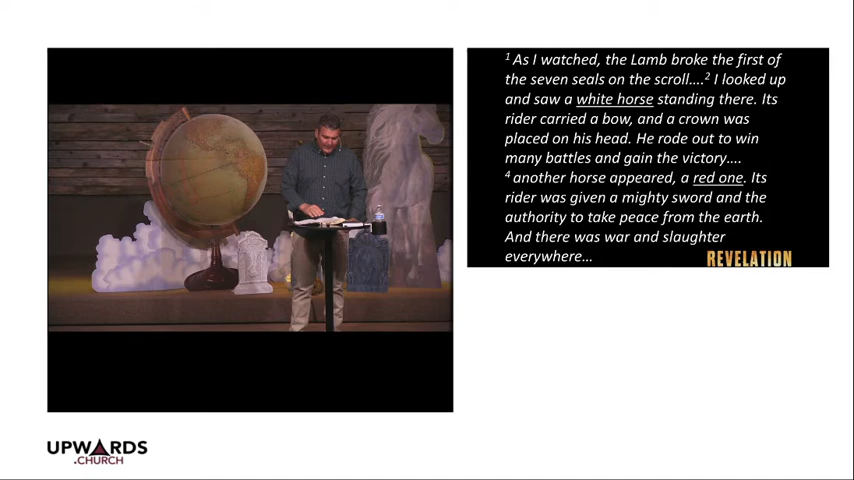 ¹ As I watched, the Lamb broke the first of
the seven seals on the scroll.…² I looked up
and saw a white horse standing there. Its
rider carried a bow, and a crown was
placed on his head. He rode out to win
many battles and gain the victory….
⁴ another horse appeared, a red one. Its
rider was given a mighty sword and the
authority to take peace from the earth.
And there was war and slaughter
everywhere…
REVELATION
UPWARDS
.CHURCH